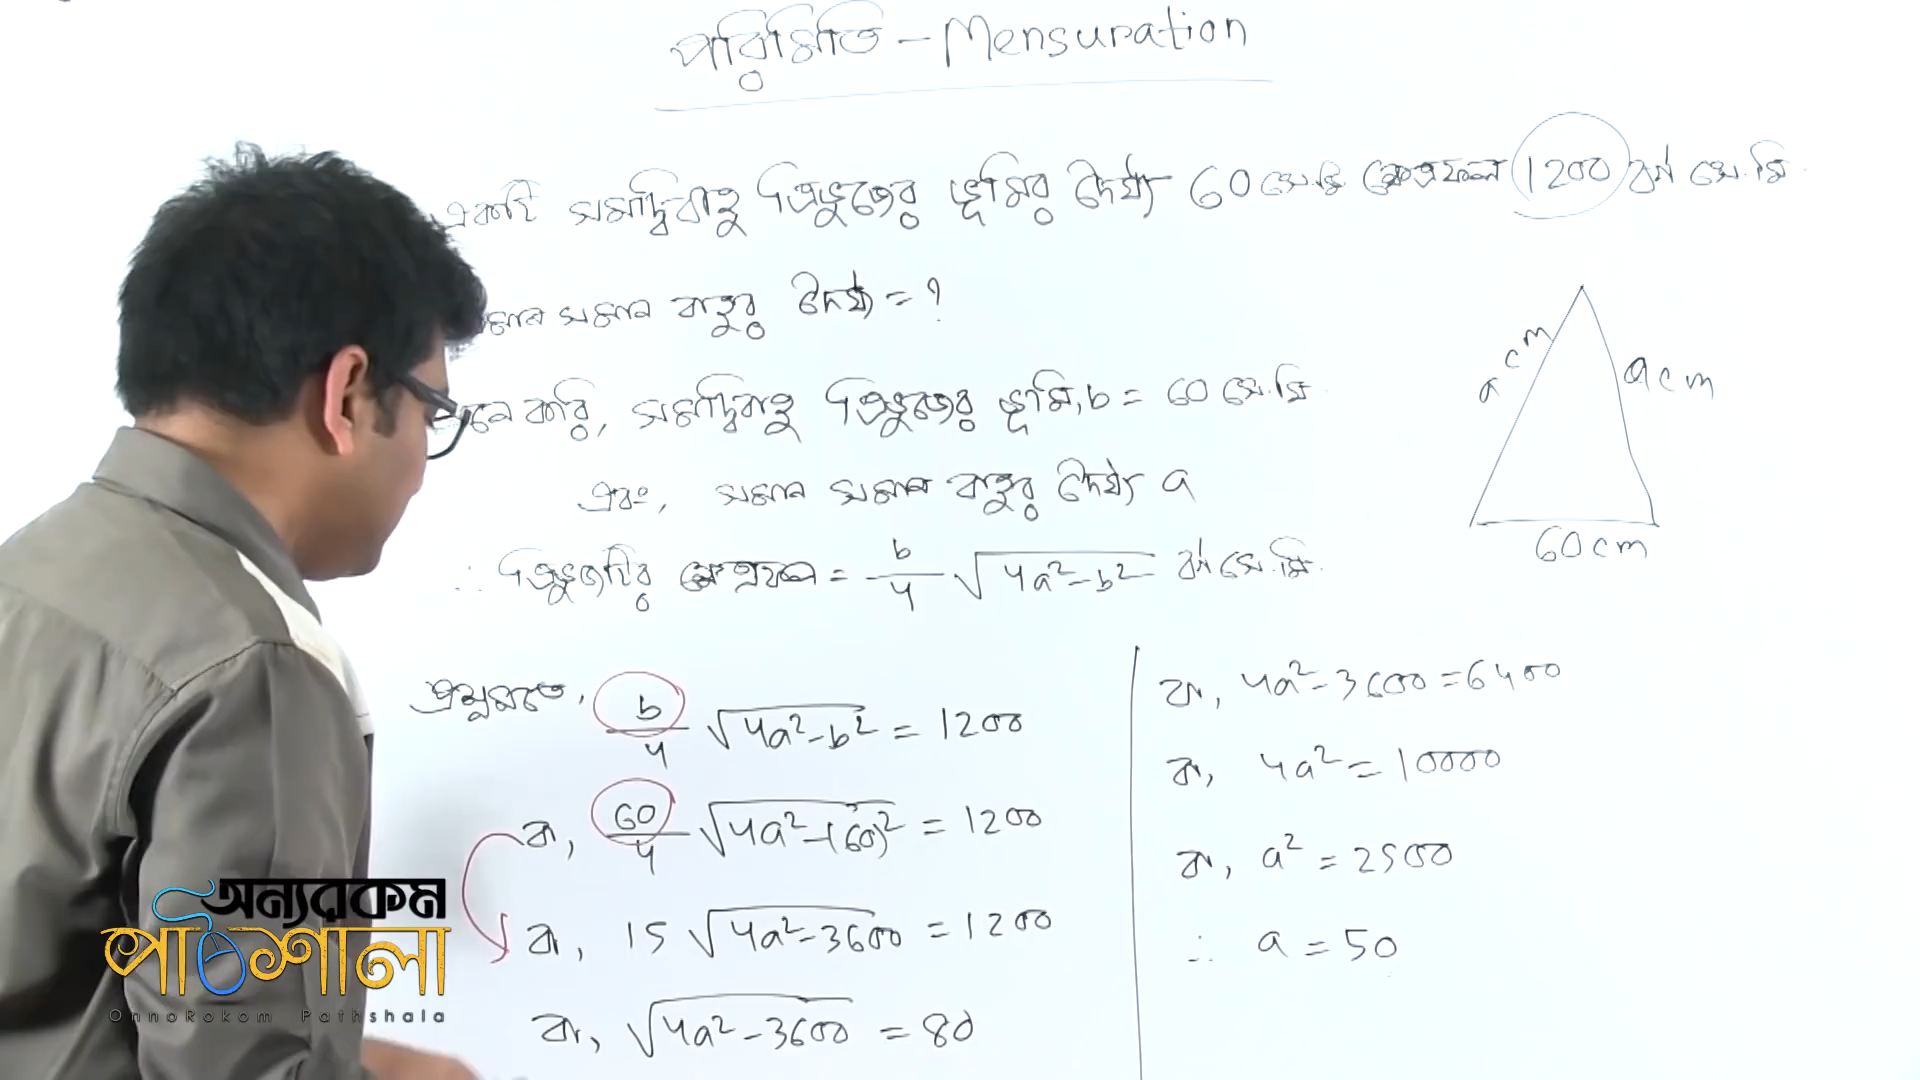 পরিমিতি - Mensuration
একটি সমদ্বিবাহু ত্রিভুজের ভূমির দৈর্ঘ্য 60 সে.মি ক্ষেত্রফল 1200 বর্গ সে.মি.
সমান সমান বাহুর দৈর্ঘ্য = ?
মনে করি, সমদ্বিবাহু ত্রিভুজের ভূমি, b = 60 সে.মি.
এবং, সমান সমান বাহুর দৈর্ঘ্য a
∴ ত্রিভুজটির ক্ষেত্রফল = b/4 √(4a²-b²) বর্গ সে.মি.
a cm
a cm
60 cm
প্রশ্নমতে, b/4 √(4a²-b²) = 1200
বা, 60/4 √(4a²-(60)²) = 1200
বা, 15 √(4a²-3600) = 1200
বা, √(4a²-3600) = 80
বা, 4a²-3600 = 6400
বা, 4a² = 10000
বা, a² = 2500
∴ a = 50
অন্যরকম
পাঠশালা
OnnoRokom Pathshala